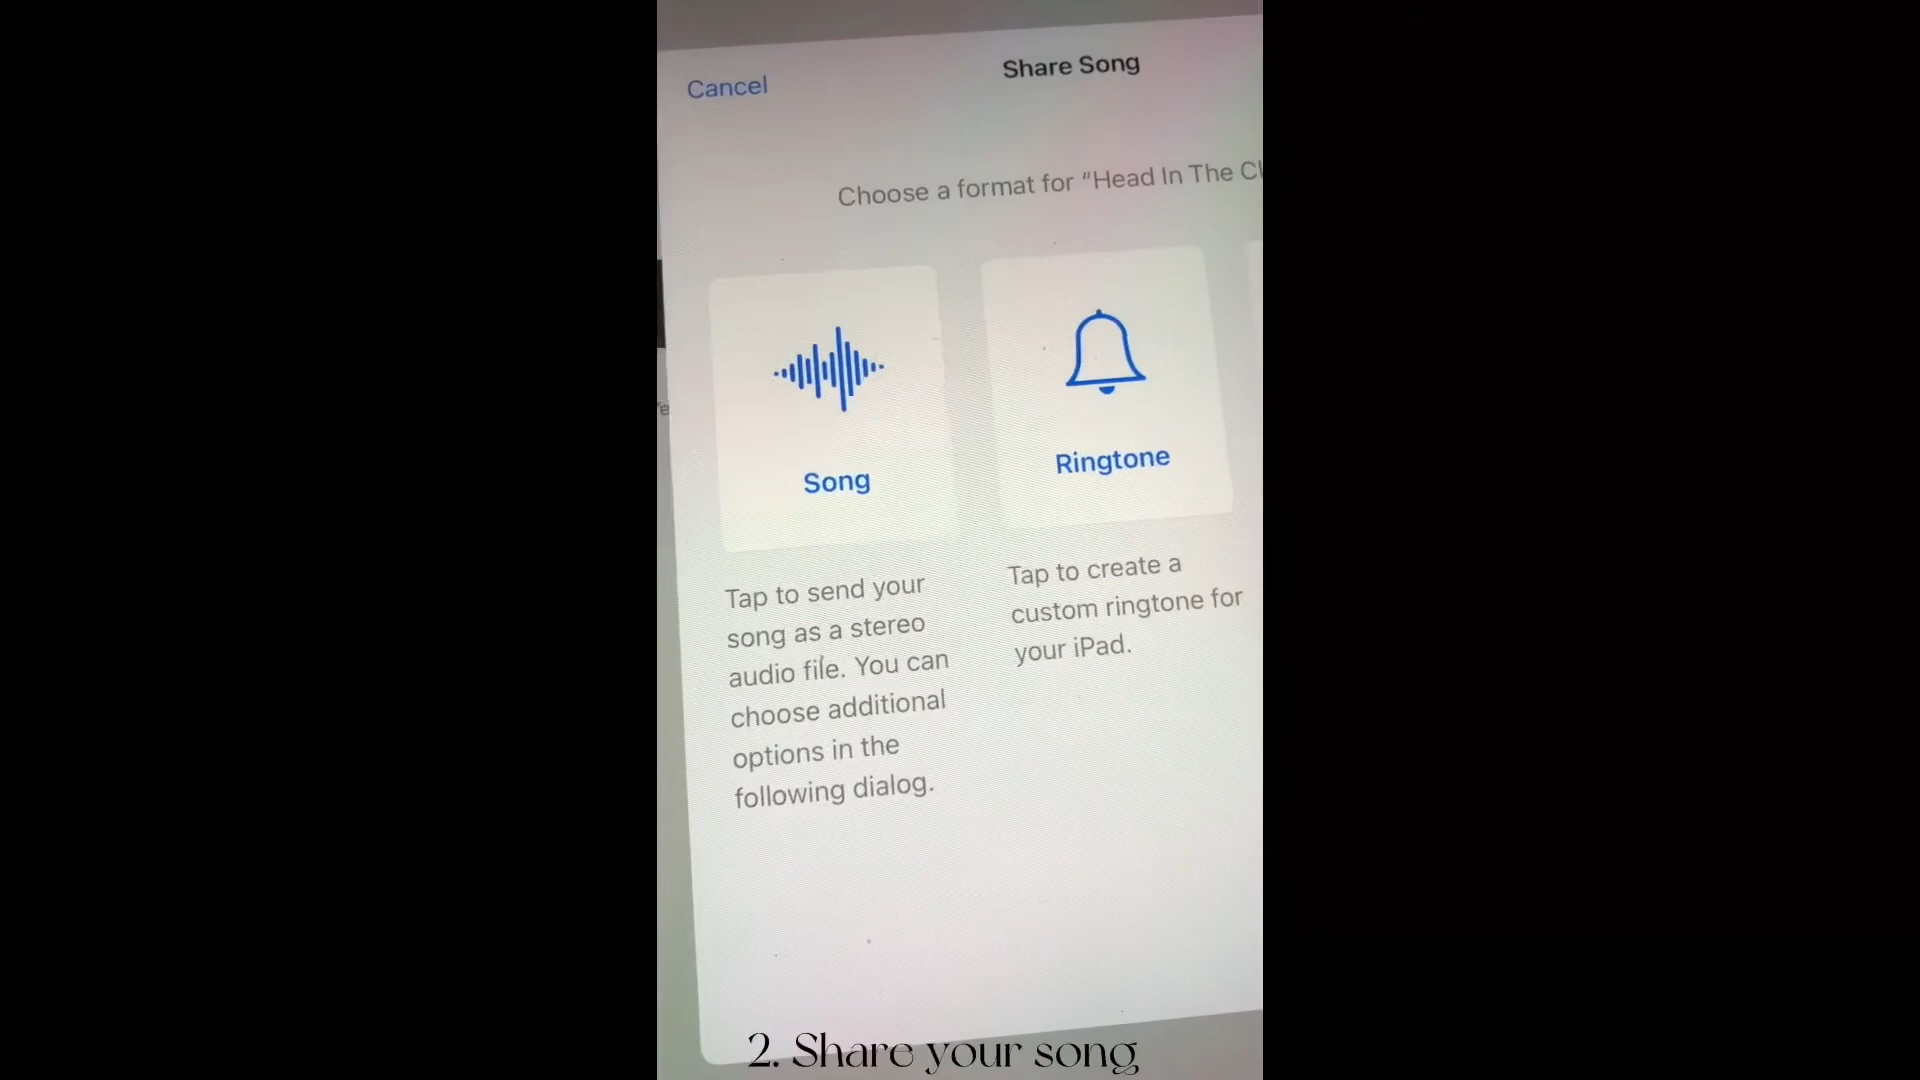 Cancel
Share Song
Choose a format for “Head In The
Song
Ringtone
Tap to send your
song as a stereo
audio file. You can
choose additional
options in the
following dialog.
Tap to create a
custom ringtone for
your iPad.
2. Share your song